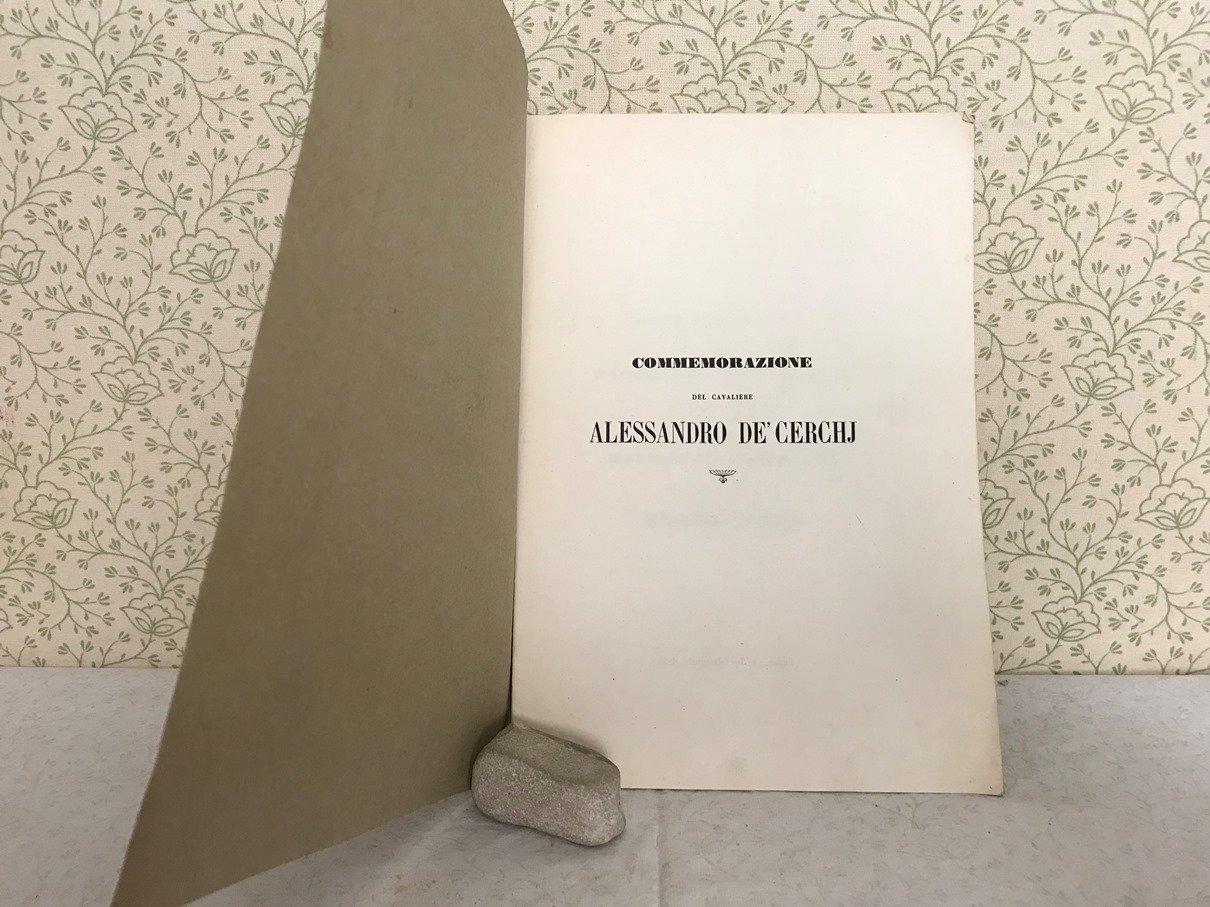 COMMEMORAZIONE
DEL CAVALIERE
ALESSANDRO DE' CERCHJ